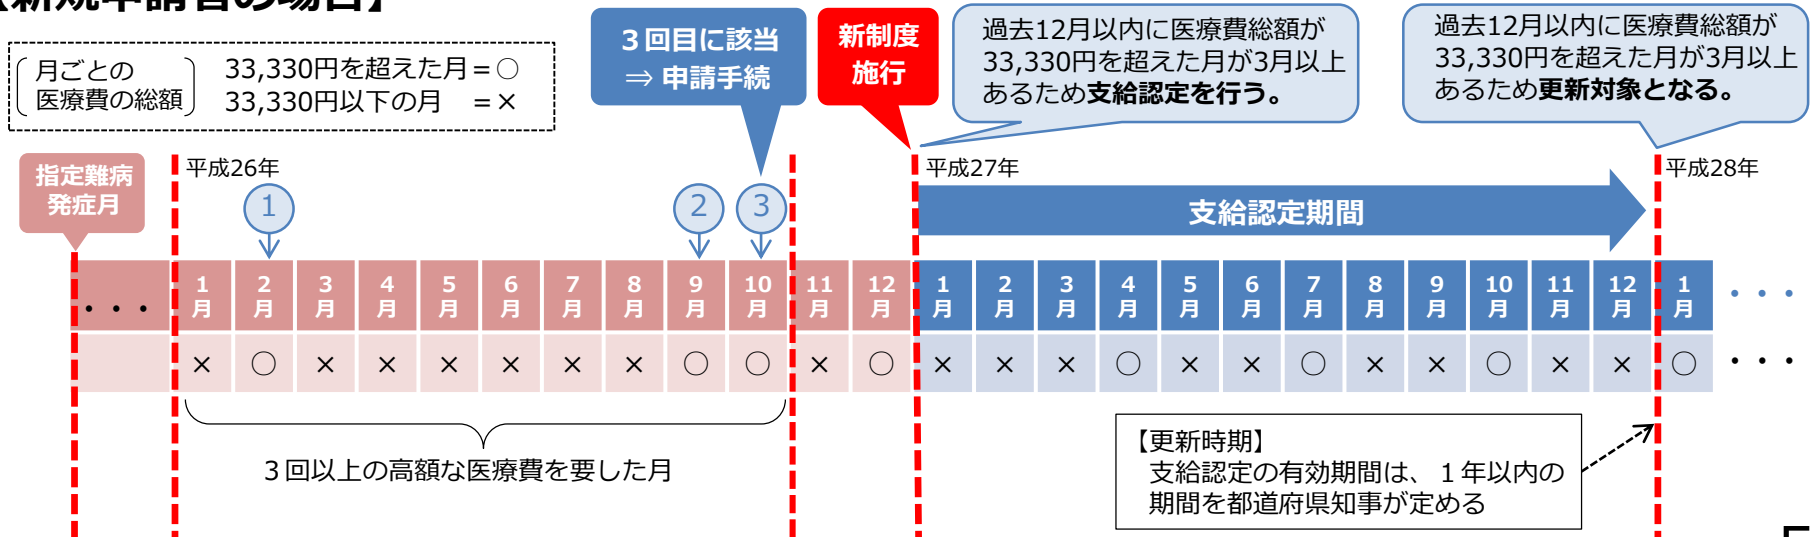 【新規申請者の場合】
月ごとの
医療費の総額
33,330円を超えた月=○
33,330円以下の月 =×
3回目に該当
⇒ 申請手続
新制度
施行
過去12月以内に医療費総額が
33,330円を超えた月が3月以上
あるため支給認定を行う。
過去12月以内に医療費総額が
33,330円を超えた月が3月以上
あるため更新対象となる。
指定難病
発症月
平成26年
平成27年
平成28年
1 2 3
支給認定期間
・・・ 1月 2月 3月 4月 5月 6月 7月 8月 9月 10月 11月 12月 1月 2月 3月 4月 5月 6月 7月 8月 9月 10月 11月 12月 1月 ・・・
× ○ × × × × × × ○ ○ × ○ × × × ○ × × ○ × × ○ × × ○ ・・・
3回以上の高額な医療費を要した月
【更新時期】
支給認定の有効期間は、1年以内の
期間を都道府県知事が定める